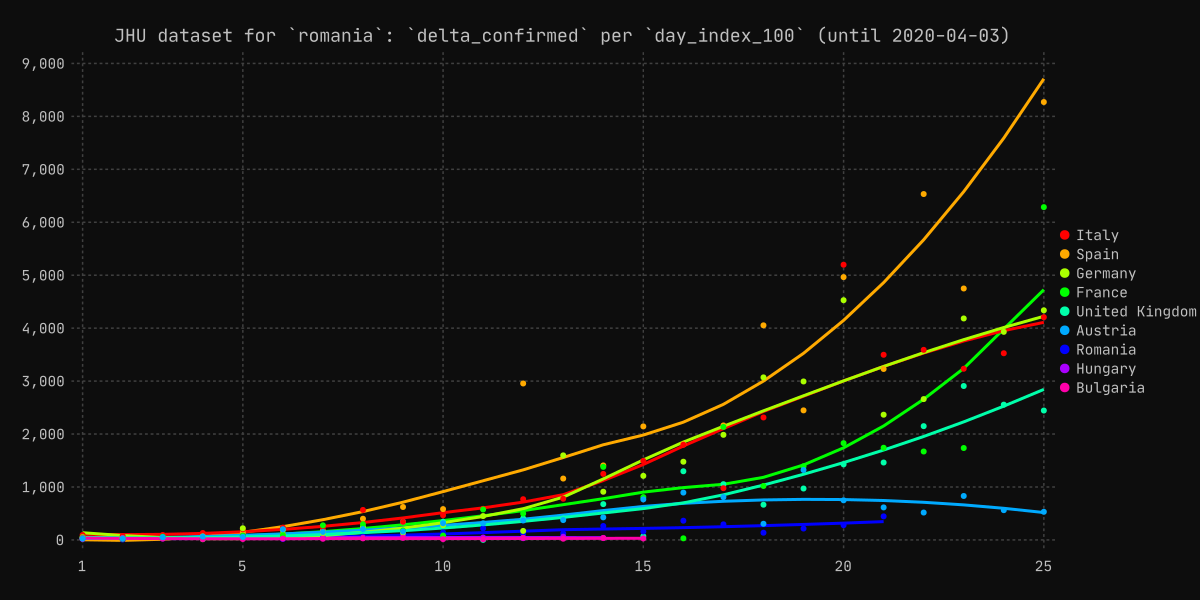 JHU dataset for `romania`: `delta_confirmed` per `day_index_100` (until 2020-04-03)
9,000
8,000
7,000
6,000
5,000
4,000
3,000
2,000
1,000
0
1 5 10 15 20 25
Italy
Spain
Germany
France
United Kingdom
Austria
Romania
Hungary
Bulgaria